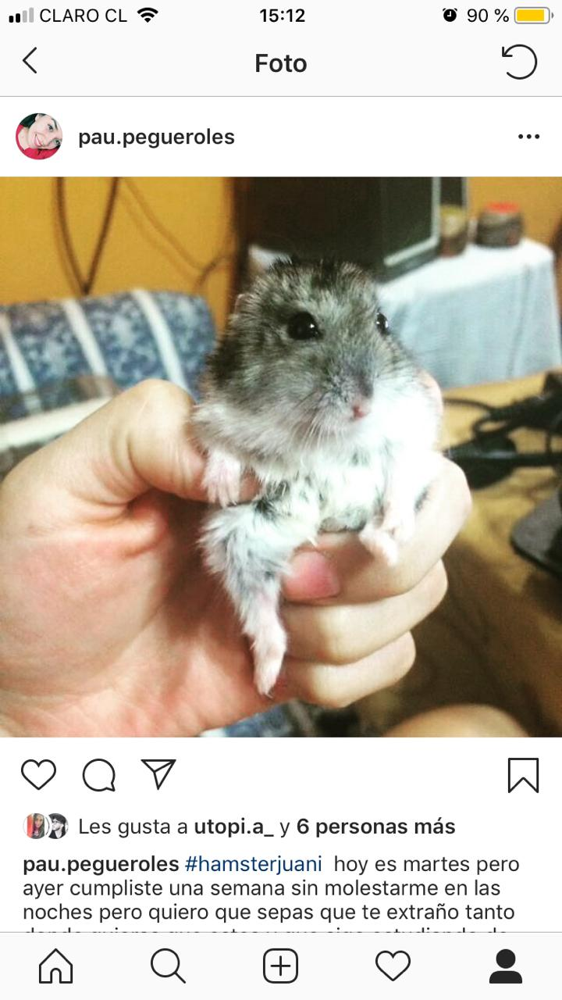 CLARO CL 15:12 90 %
Foto
pau.pegueroles
Les gusta a utopi.a_ y 6 personas más
pau.pegueroles #hamsterjuani hoy es martes pero
ayer cumpliste una semana sin molestarme en las
noches pero quiero que sepas que te extraño tanto